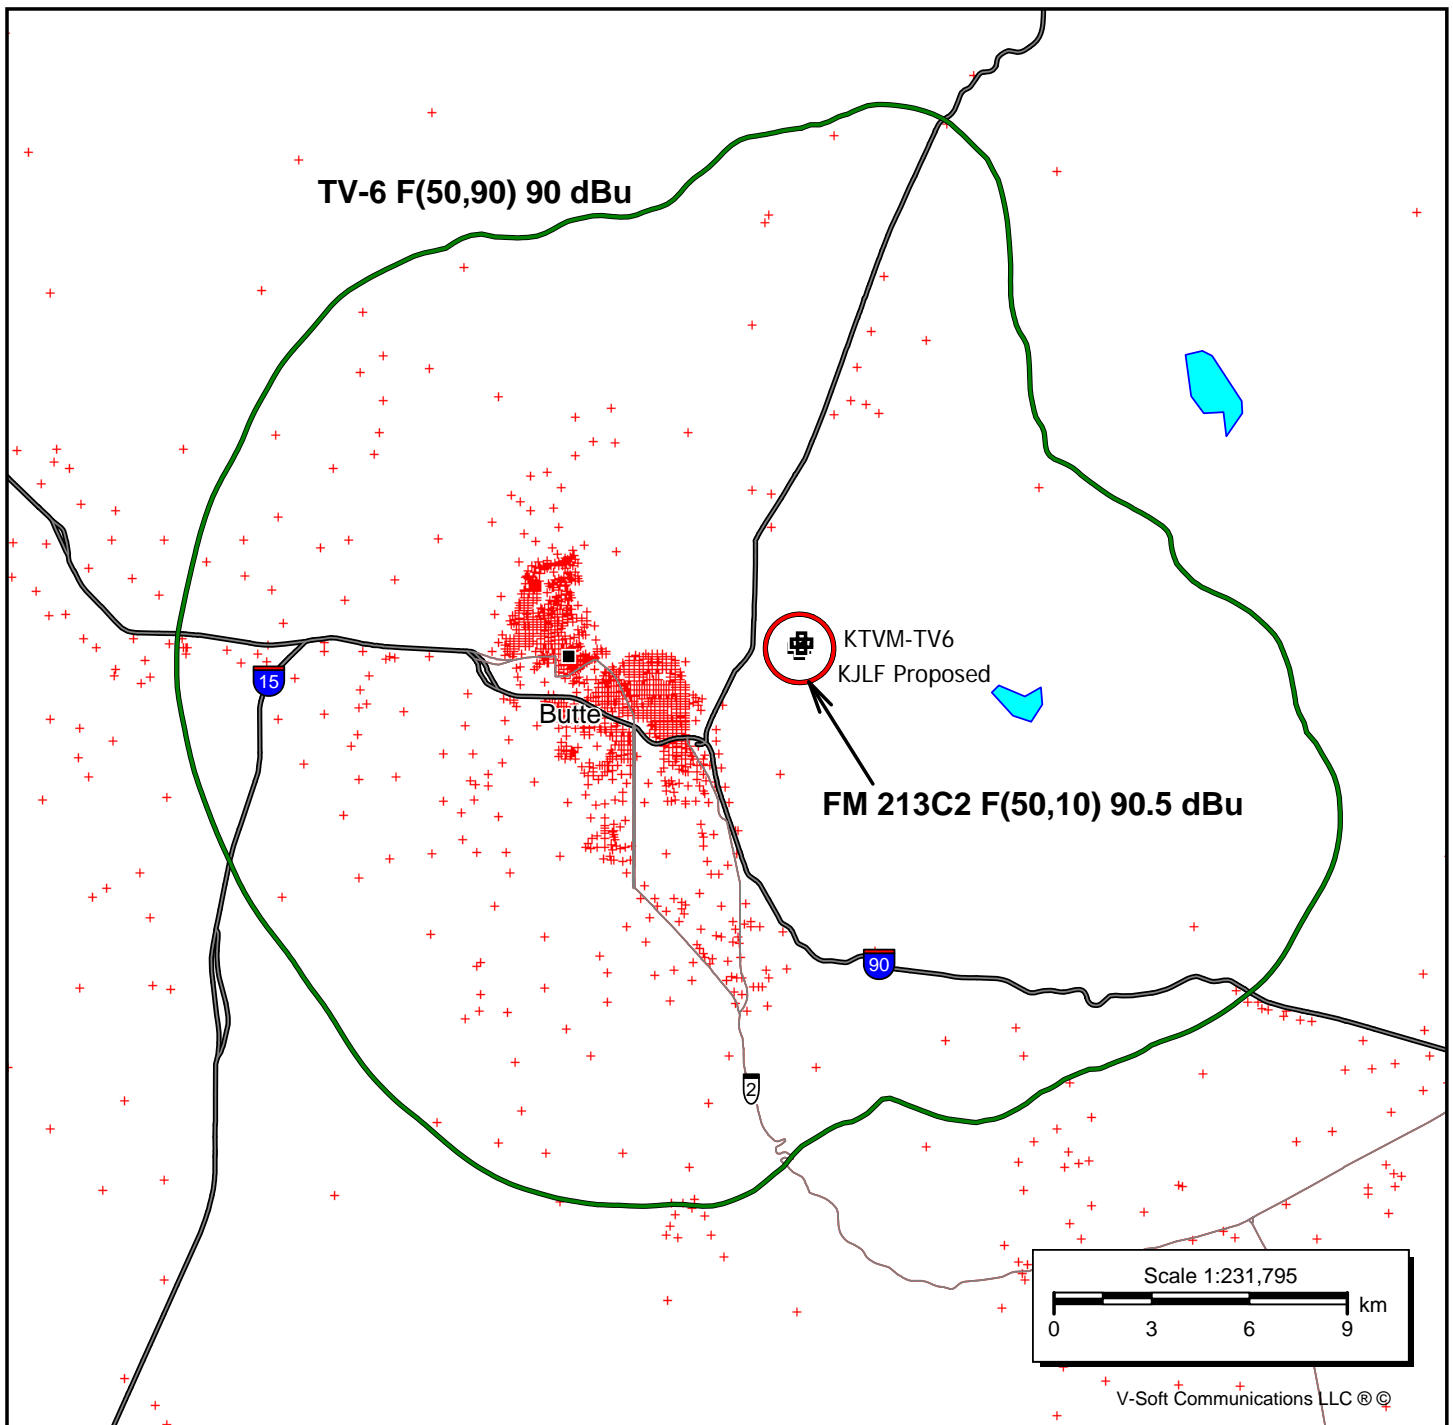 TV-6 F(50,90) 90 dBu
KTVM-TV6
KJLF Proposed
15
Butte
FM 213C2 F(50,10) 90.5 dBu
90
2
Scale 1:231,795
km
0 3 6 9
V-Soft Communications LLC ® ©